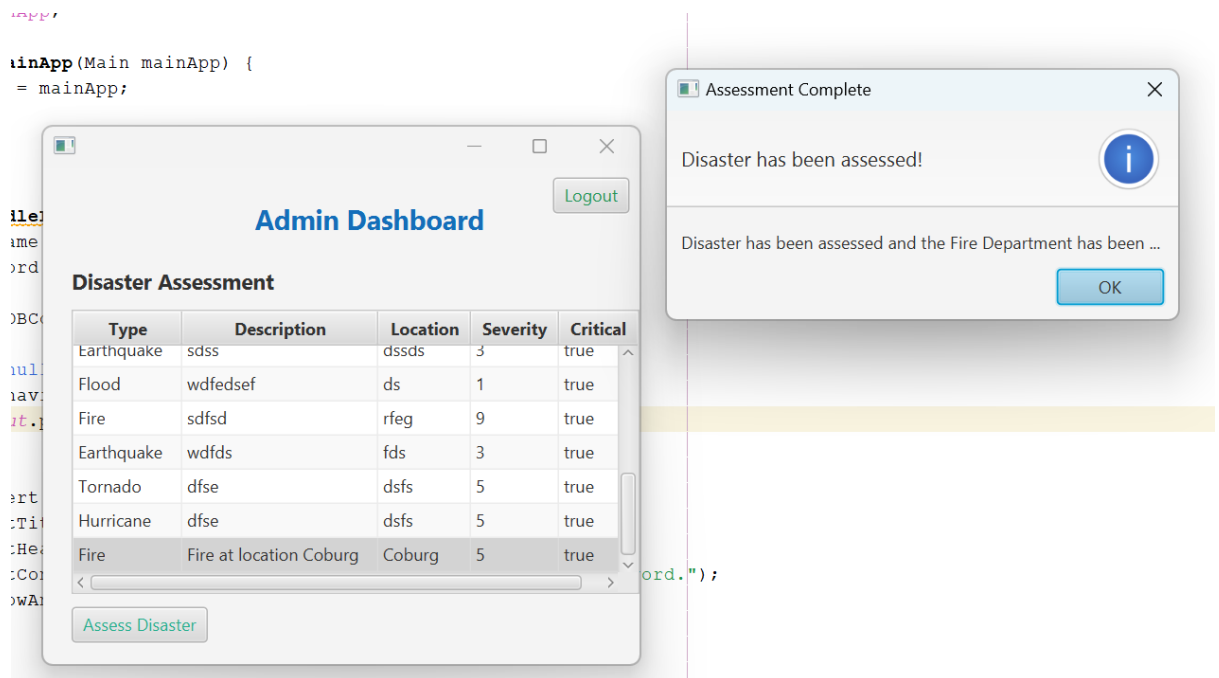 ainApp(Main mainApp) {
= mainApp;
Assessment Complete
Disaster has been assessed!
Disaster has been assessed and the Fire Department has been ...
OK
Logout
Admin Dashboard
Disaster Assessment
Type Description Location Severity Critical
Earthquake sdss dssds 3 true
Flood wdfedsef ds 1 true
Fire sdfsd rfeg 9 true
Earthquake wdfds fds 3 true
Tornado dfse dsfs 5 true
Hurricane dfse dsfs 5 true
Fire Fire at location Coburg Coburg 5 true
Assess Disaster
ord.");